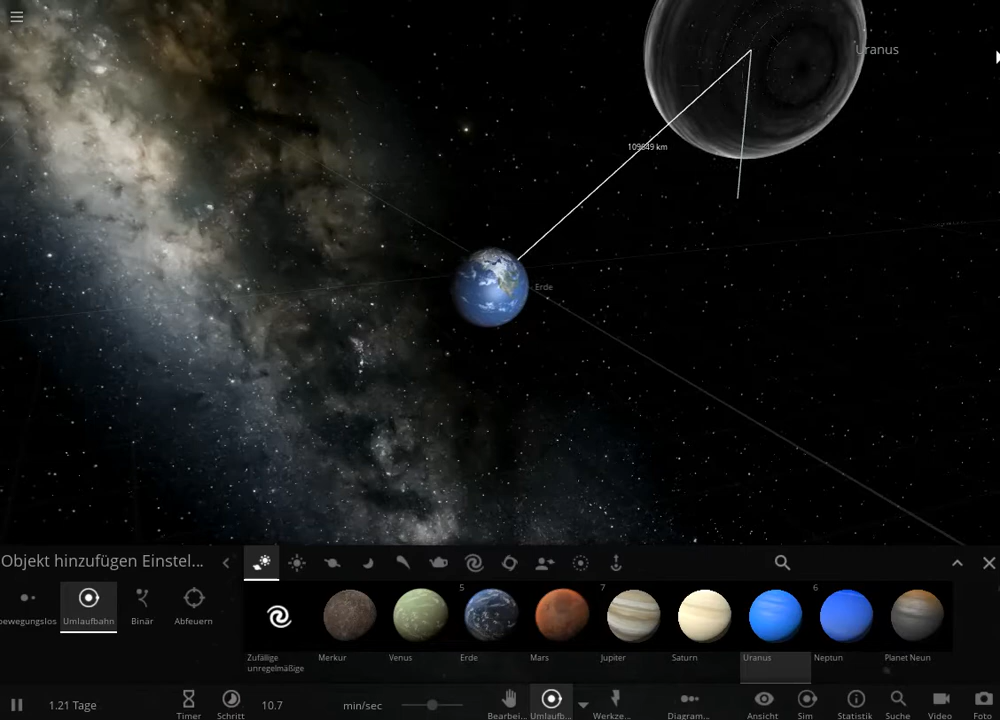 Uranus
109649 km
Erde
Objekt hinzufügen Einstel...
bewegungslos
Umlaufbahn
Binär
Abfeuern
5
7
6
Zufällige
unregelmäßige
Merkur
Venus
Erde
Mars
Jupiter
Saturn
Uranus
Neptun
Planet Neun
1.21 Tage
Timer
Schritt
10.7
min/sec
Bearbei...
Umlaufb...
Werkze...
Diagram...
Ansicht
Sim
Statistik
Suche
Video
Foto